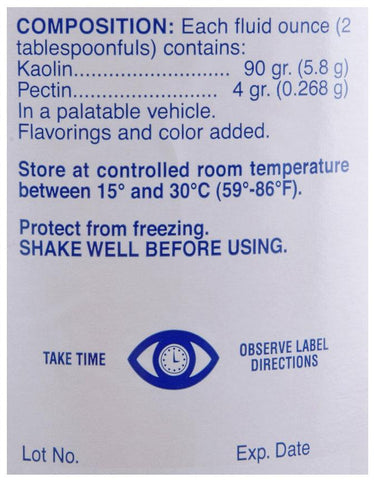 COMPOSITION: Each fluid ounce (2
tablespoonfuls) contains:
Kaolin.......................... 90 gr. (5.8 g)
Pectin........................ 4 gr. (0.268 g)
In a palatable vehicle.
Flavorings and color added.
Store at controlled room temperature
between 15° and 30°C (59°-86°F).
Protect from freezing.
SHAKE WELL BEFORE USING.
TAKE TIME
OBSERVE LABEL
DIRECTIONS
Lot No.
Exp. Date